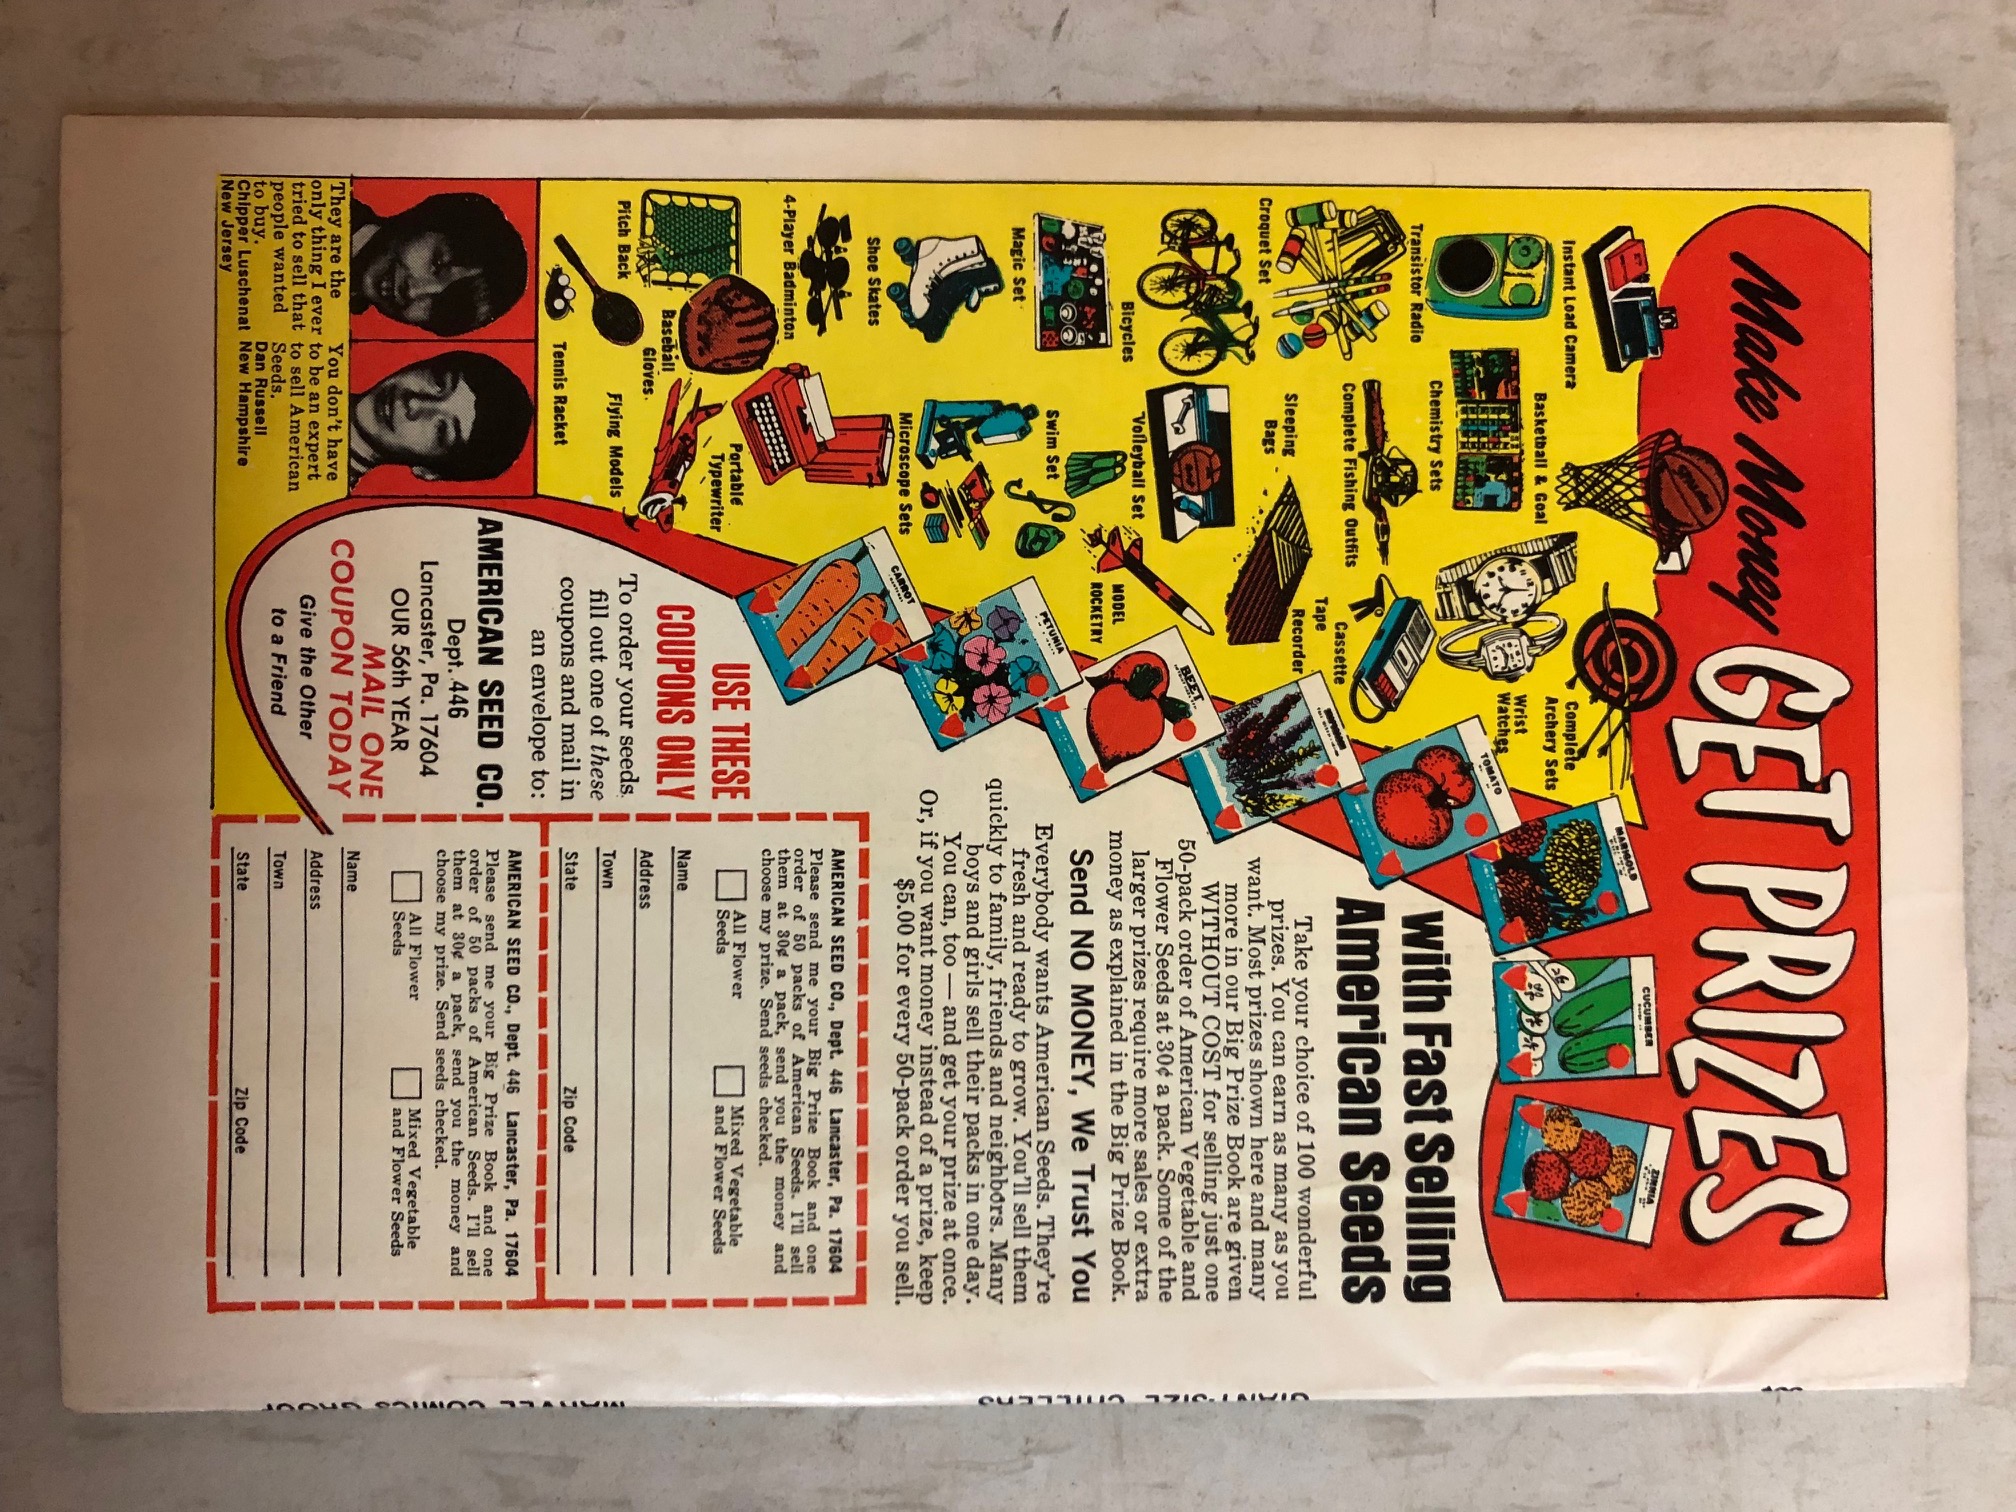 Make Money GET PRIZES
With Fast Selling
American Seeds
Instant Load Camera
Basketball & Goal
Complete
Archery Sets
Transistor Radio
Chemistry Sets
Wrist
Watches
Croquet Set
Complete Fishing Outfits
Cassette
Tape
Recorder
Sleeping
Bags
Bicycles
Volleyball Set
MODEL
ROCKETRY
Magic Set
Swim Set
Shoe Skates
Microscope Sets
4-Player Badminton
Portable
Typewriter
Pitch Back
Baseball
Gloves
Flying Models
Tennis Racket
CARROT
PETUNIA
BEET
TOMATO
MARIGOLD
CUCUMBER
ZINNIA
Take your choice of 100 wonderful
prizes. You can earn as many as you
want. Most prizes shown here and many
more in our Big Prize Book are given
WITHOUT COST for selling just one
50-pack order of American Vegetable and
Flower Seeds at 30¢ a pack. Some of the
larger prizes require more sales or extra
money as explained in the Big Prize Book.
Send NO MONEY, We Trust You
Everybody wants American Seeds. They're
fresh and ready to grow. You'll sell them
quickly to family, friends and neighbors. Many
boys and girls sell their packs in one day.
You can, too — and get your prize at once.
Or, if you want money instead of a prize, keep
$5.00 for every 50-pack order you sell.
USE THESE
COUPONS ONLY
To order your seeds
fill out one of these
coupons and mail in
an envelope to:
AMERICAN SEED CO.
Dept. 446
Lancaster, Pa. 17604
OUR 56th YEAR
MAIL ONE
COUPON TODAY
Give the Other
to a Friend
They are the
only thing I ever
tried to sell that
people wanted
to buy.
Chipper Luschenat
New Jersey
You don't have
to be an expert
to sell American
Seeds.
Dan Russell
New Hampshire
AMERICAN SEED CO., Dept. 446 Lancaster, Pa. 17604
Please send me your Big Prize Book and one
order of 50 packs of American Seeds. I'll sell
them at 30¢ a pack, send you the money and
choose my prize. Send seeds checked.
All Flower
Seeds
Mixed Vegetable
and Flower Seeds
Name
Address
Town
State Zip Code
AMERICAN SEED CO., Dept. 446 Lancaster, Pa. 17604
Please send me your Big Prize Book and one
order of 50 packs of American Seeds. I'll sell
them at 30¢ a pack, send you the money and
choose my prize. Send seeds checked.
All Flower
Seeds
Mixed Vegetable
and Flower Seeds
Name
Address
Town
State Zip Code
GIANT-SIZE CHILLERS
MARVEL COMICS GROUP